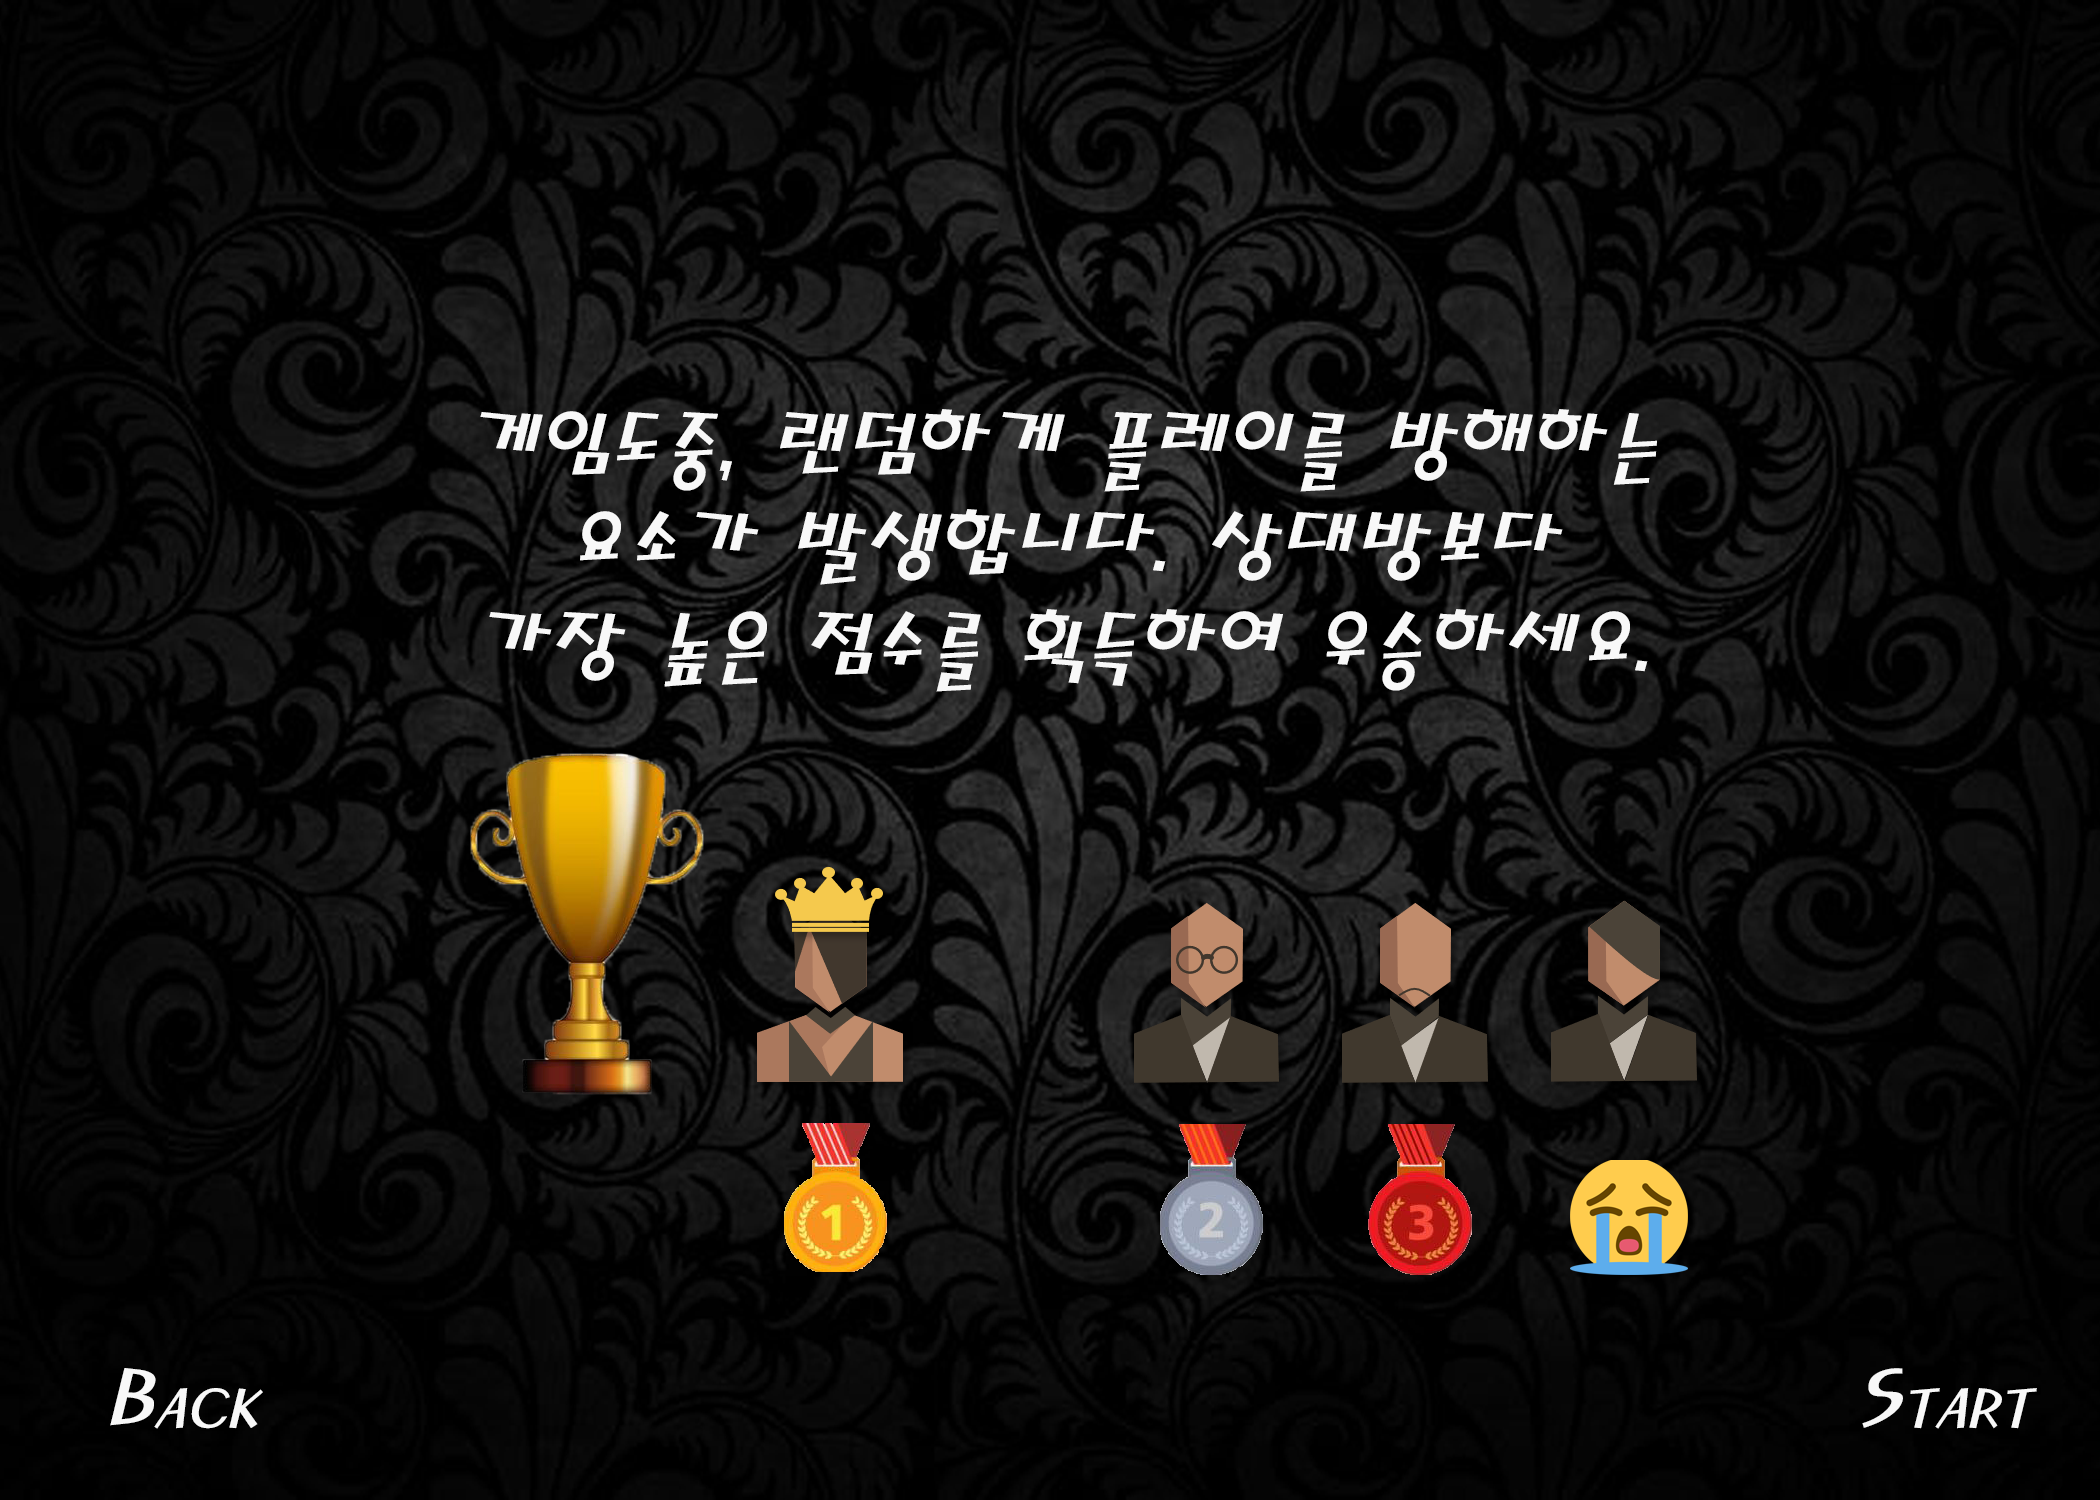 게임도중, 랜덤하게 플레이를 방해하는
요소가 발생합니다. 상대방보다
가장 높은 점수를 획득하여 우승하세요.
1
2
3
BACK
START